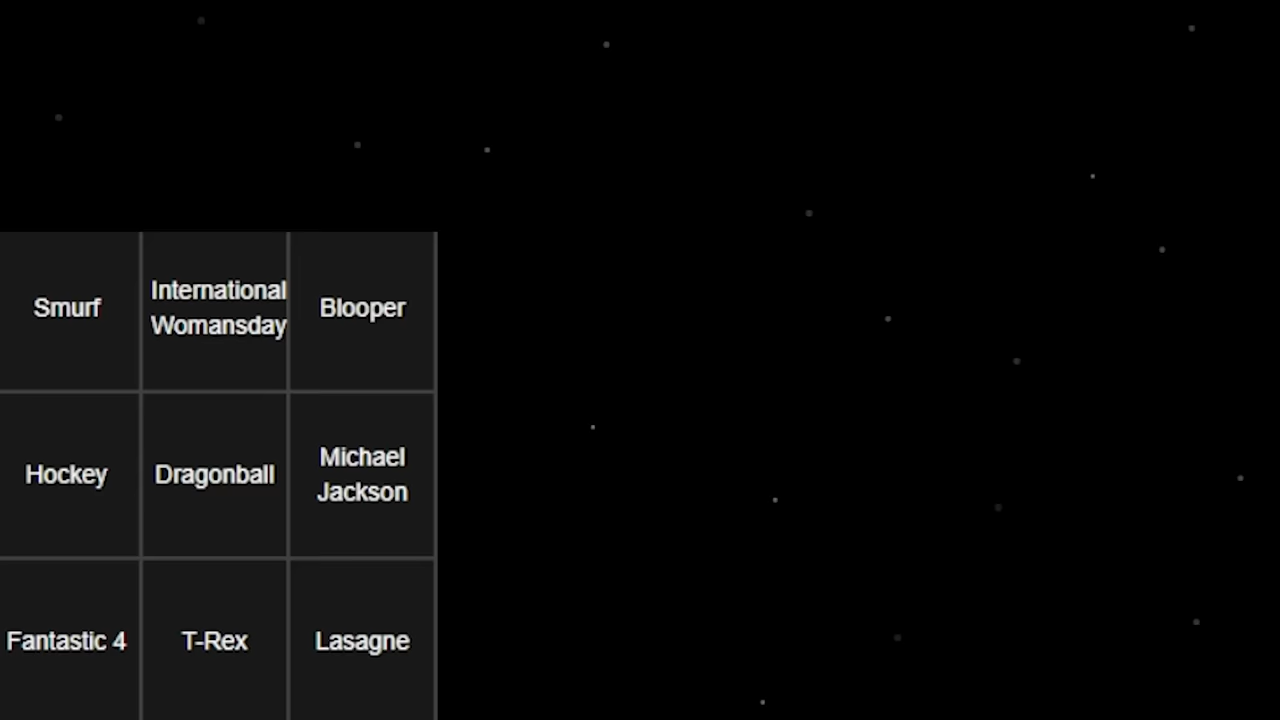 Smurf
International
Womansday
Blooper
Hockey
Dragonball
Michael
Jackson
Fantastic 4
T-Rex
Lasagne